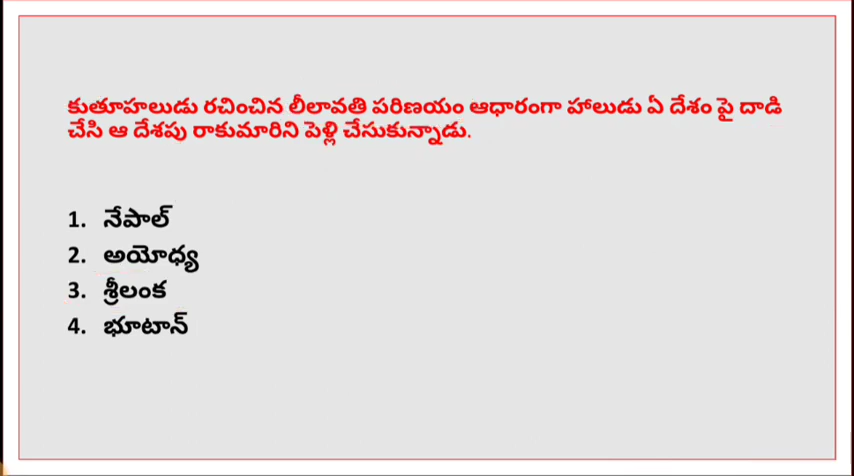 కుతూహలుడు రచించిన లీలావతి పరిణయం ఆధారంగా హాలుడు ఏ దేశం పై దాడి
చేసి ఆ దేశపు రాకుమారిని పెళ్లి చేసుకున్నాడు.
1. నేపాల్
2. అయోధ్య
3. శ్రీలంక
4. భూటాన్